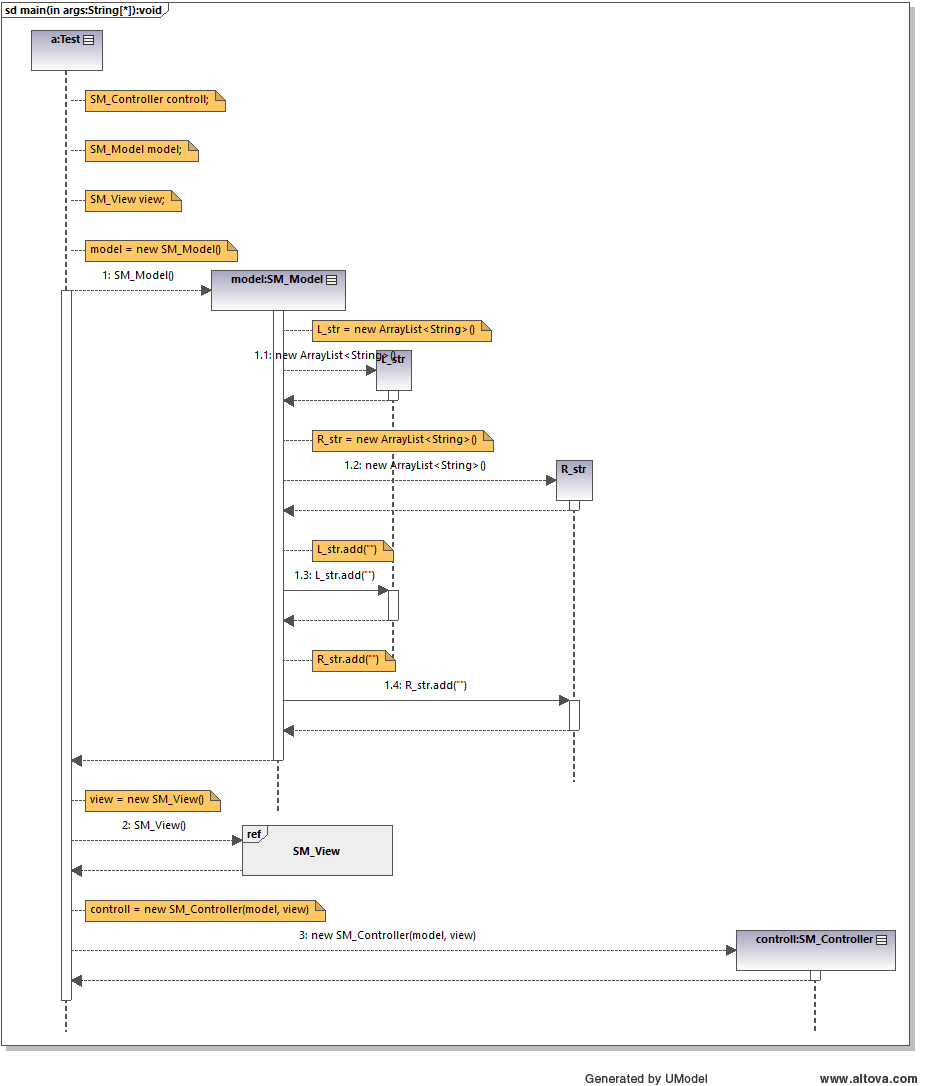 sd main(in args:String[*]):void
a:Test
SM_Controller controll;
SM_Model model;
SM_View view;
model = new SM_Model()
1: SM_Model()
model:SM_Model
L_str = new ArrayList<String>()
1.1: new ArrayList<String>()
L_str
R_str = new ArrayList<String>()
1.2: new ArrayList<String>()
R_str
L_str.add("")
1.3: L_str.add("")
R_str.add("")
1.4: R_str.add("")
view = new SM_View()
2: SM_View()
ref
SM_View
controll = new SM_Controller(model, view)
3: new SM_Controller(model, view)
controll:SM_Controller
Generated by UModel
www.altova.com